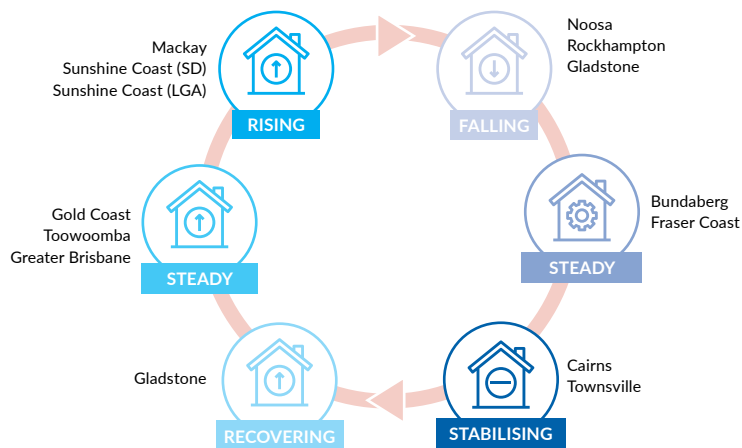 Mackay
Sunshine Coast (SD)
Sunshine Coast (LGA)
RISING
Noosa
Rockhampton
Gladstone
FALLING
Bundaberg
Fraser Coast
STEADY
Cairns
Townsville
STABILISING
Gladstone
RECOVERING
Gold Coast
Toowoomba
Greater Brisbane
STEADY